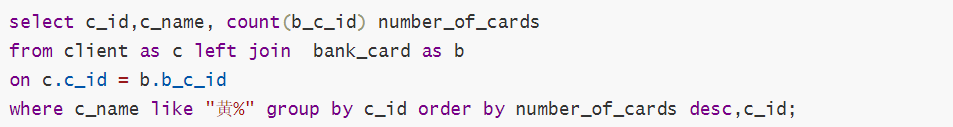 select c_id,c_name, count(b_c_id) number_of_cards
from client as c left join  bank_card as b
on c.c_id = b.b_c_id
where c_name like "黄%" group by c_id order by number_of_cards desc,c_id;